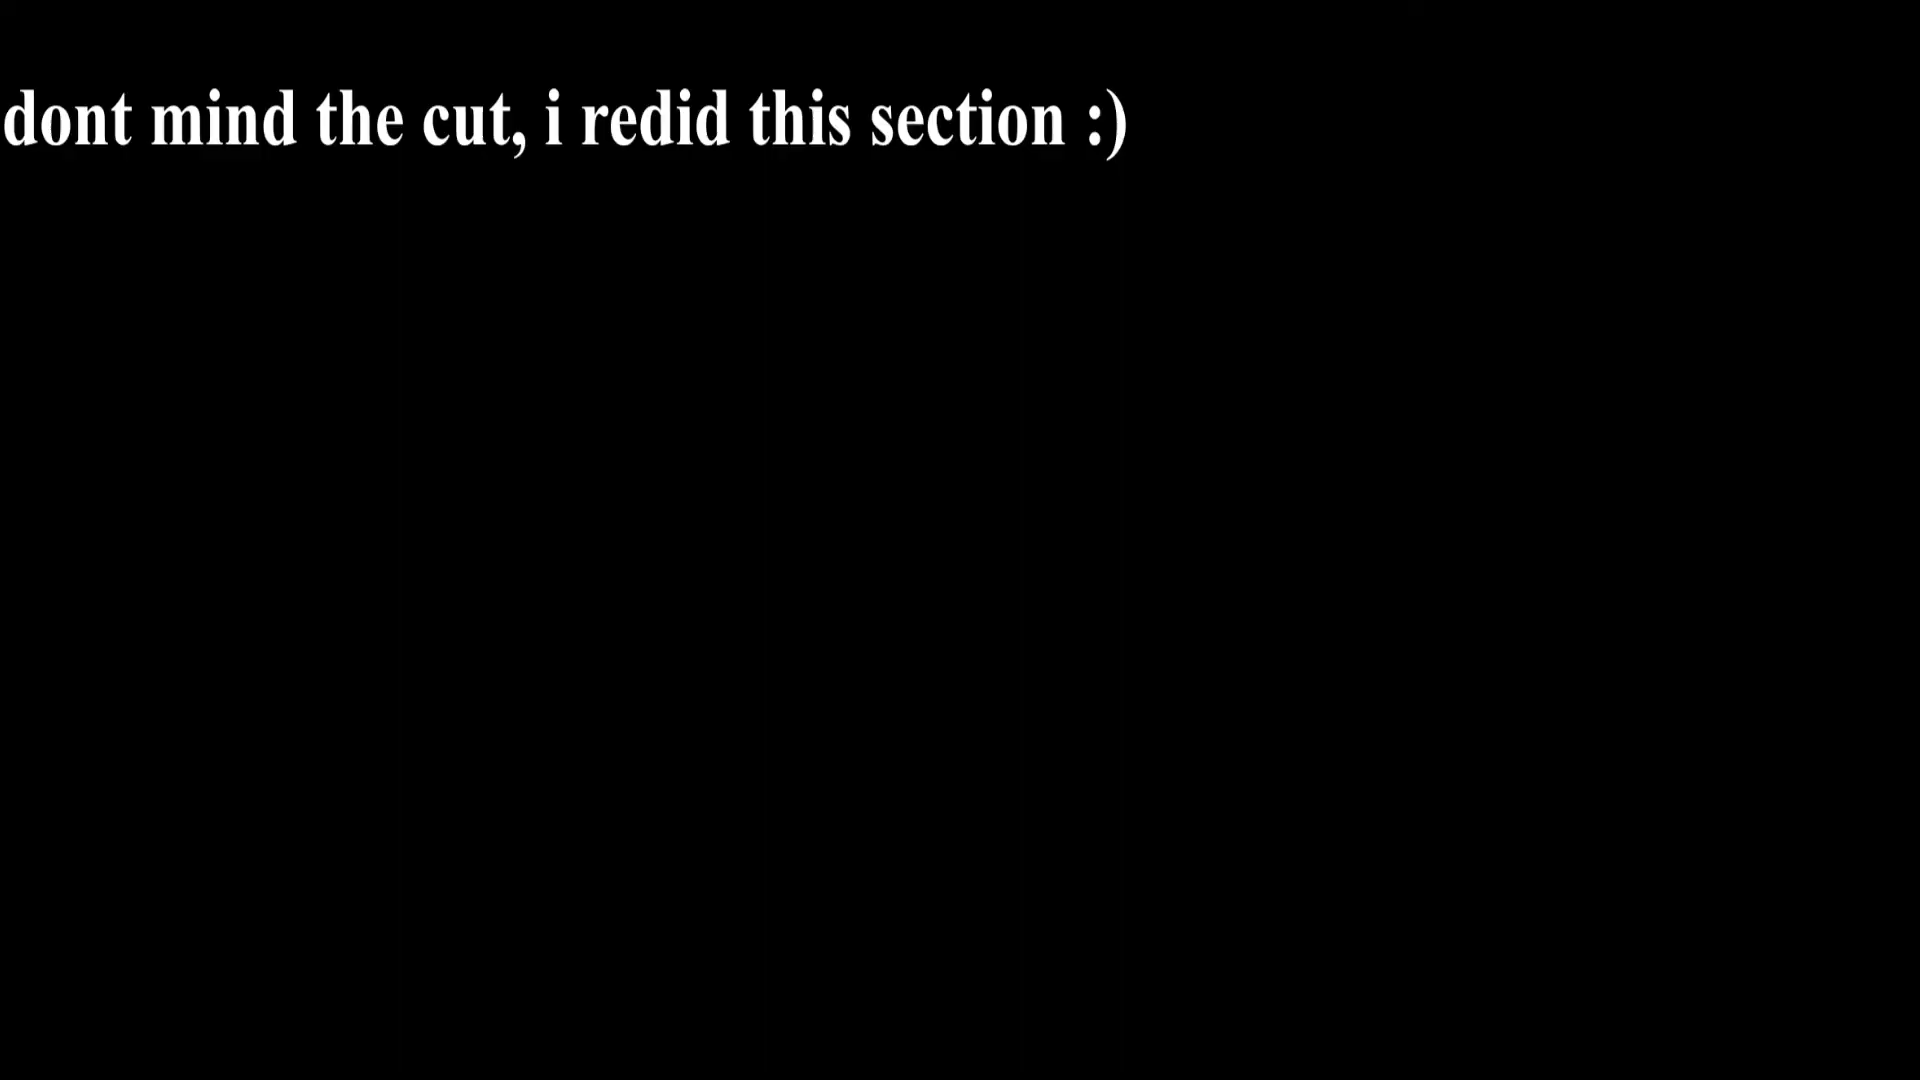 dont mind the cut, i redid this section :)